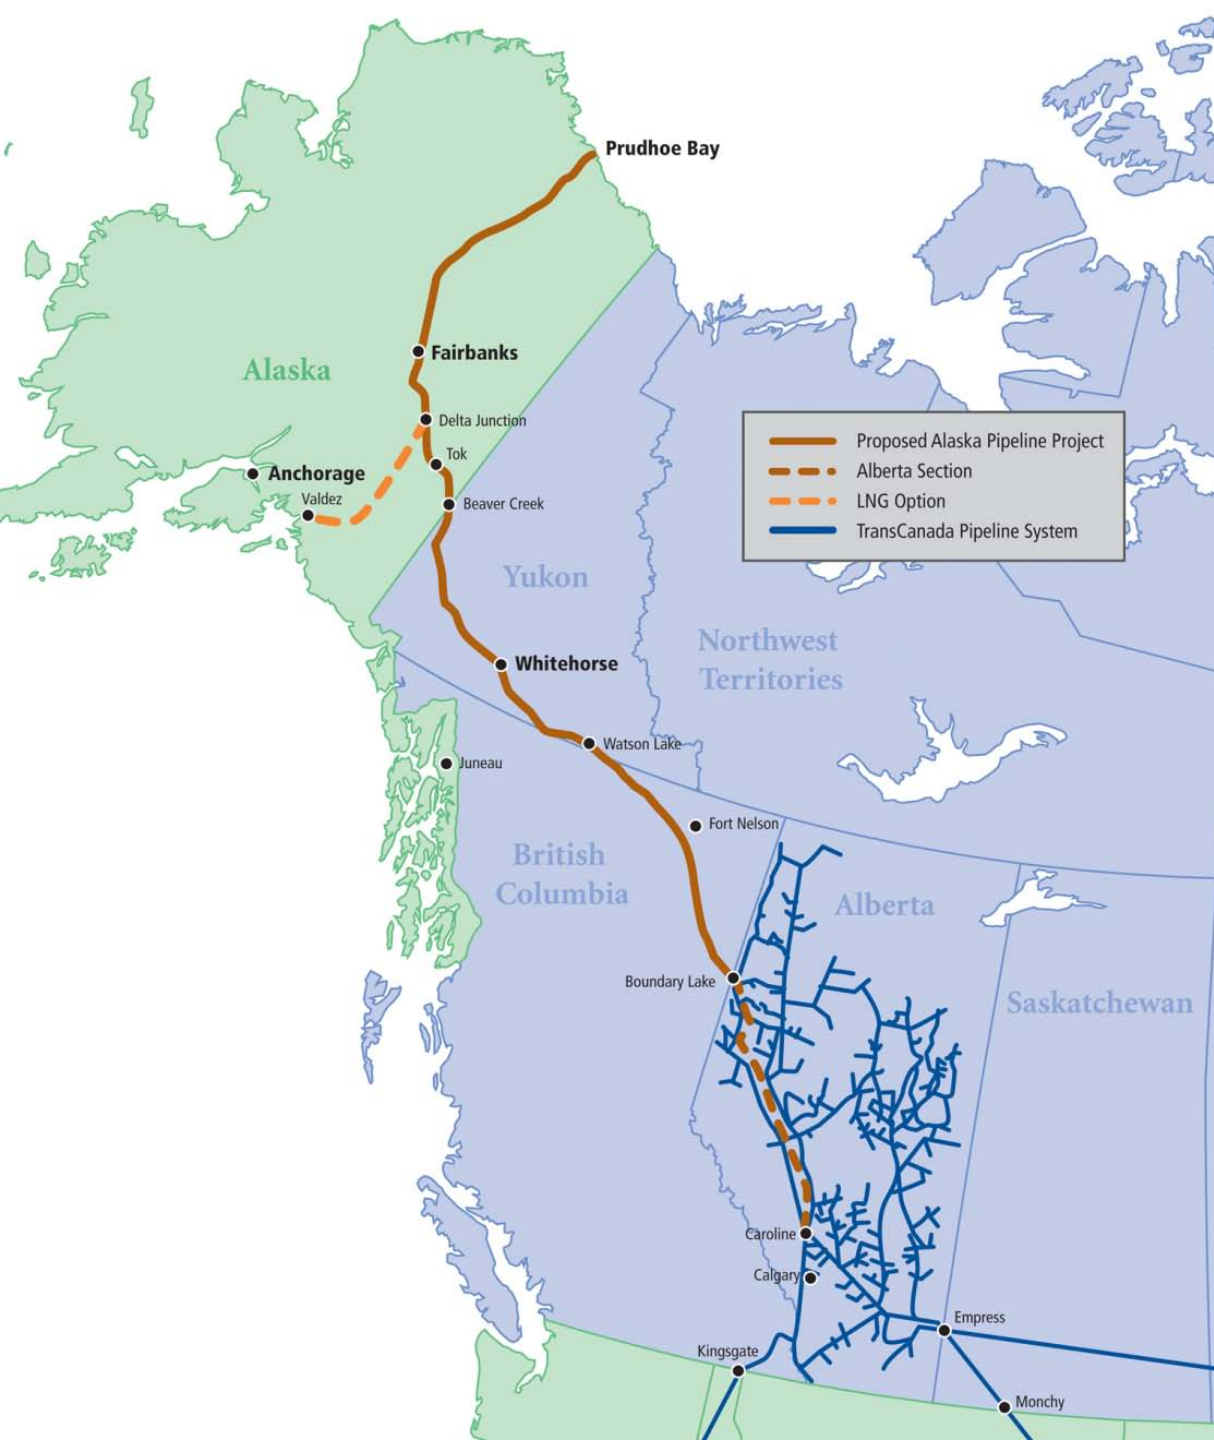 Prudhoe Bay
Fairbanks
Alaska
Delta Junction
Proposed Alaska Pipeline Project
Alberta Section
LNG Option
TransCanada Pipeline System
Tok
Anchorage
Valdez
Beaver Creek
Yukon
Northwest
Territories
Whitehorse
Watson Lake
Juneau
Fort Nelson
British
Columbia
Alberta
Boundary Lake
Saskatchewan
Caroline
Calgary
Empress
Kingsgate
Monchy